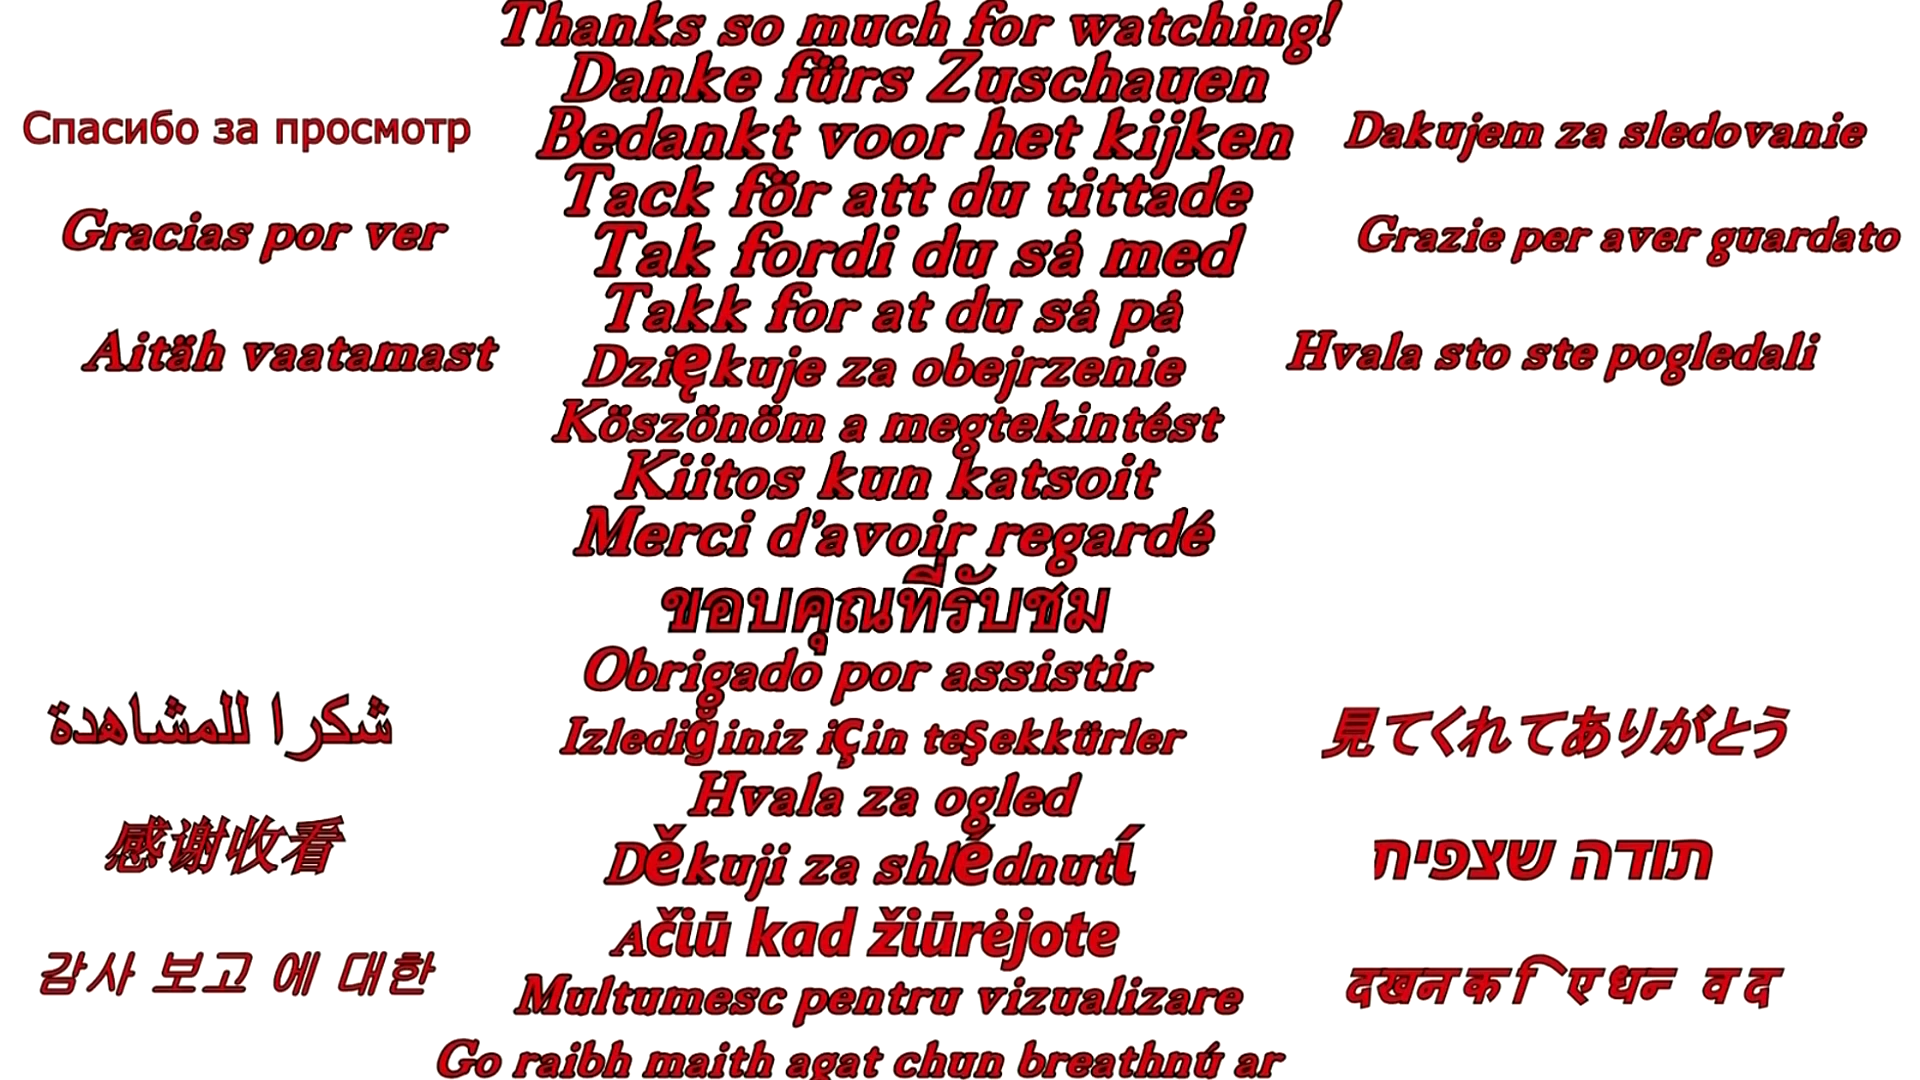 Thanks so much for watching!
Danke fürs Zuschauen
Bedankt voor het kijken
Tack för att du tittade
Tak fordi du så med
Takk for at du så på
Dziękuje za obejrzenie
Köszönöm a megtekintést
Kiitos kun katsoit
Merci d'avoir regardé
ขอบคุณที่รับชม
Obrigado por assistir
Izlediğiniz için teşekkürler
Hvala za ogled
Děkuji za shlédnutí
Ačiū kad žiūrėjote
Multumesc pentru vizualizare
Go raibh maith agat chun breathnú ar
Спасибо за просмотр
Gracias por ver
Aitäh vaatamast
شكرا للمشاهدة
感谢收看
감사 보고 에 대한
Dakujem za sledovanie
Grazie per aver guardato
Hvala sto ste pogledali
見てくれてありがとう
תודה שצפית